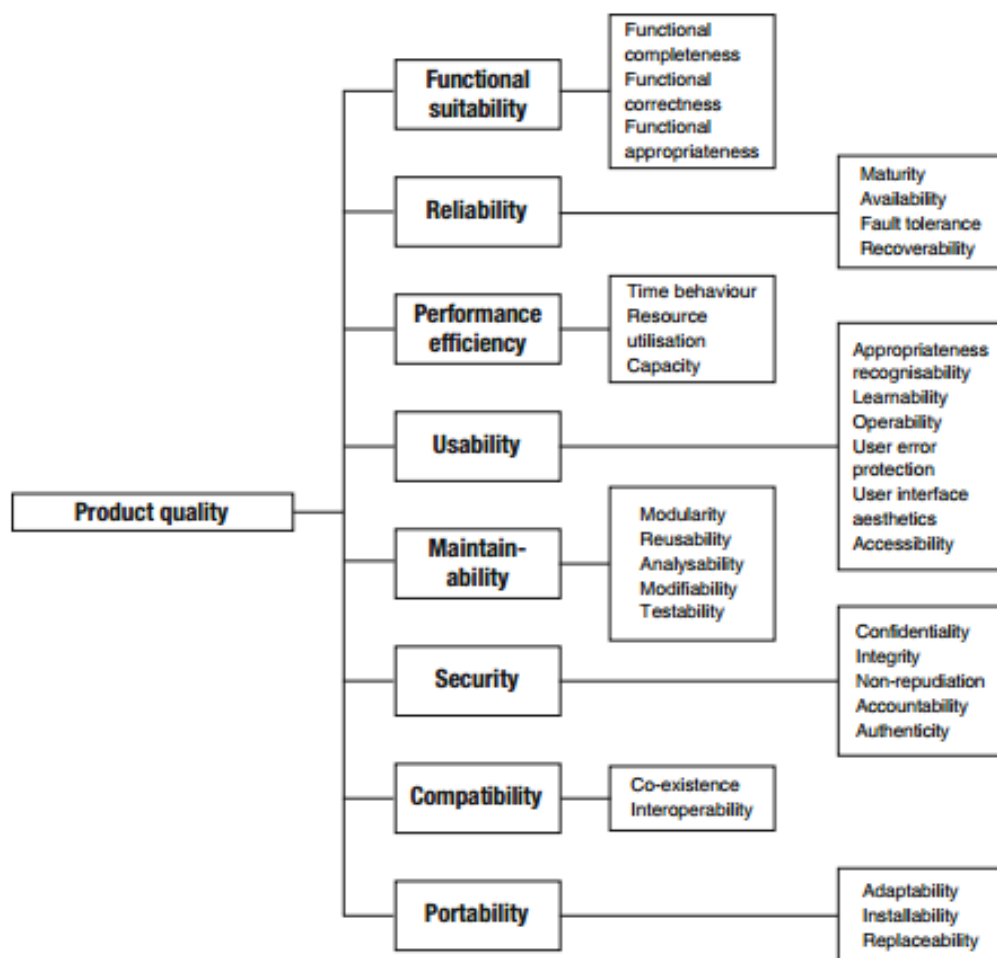 Product quality
Functional
suitability
Functional
completeness
Functional
correctness
Functional
appropriateness
Reliability
Maturity
Availability
Fault tolerance
Recoverability
Performance
efficiency
Time behaviour
Resource
utilisation
Capacity
Usability
Appropriateness
recognisability
Learnability
Operability
User error
protection
User interface
aesthetics
Accessibility
Maintain-
ability
Modularity
Reusability
Analysability
Modifiability
Testability
Security
Confidentiality
Integrity
Non-repudiation
Accountability
Authenticity
Compatibility
Co-existence
Interoperability
Portability
Adaptability
Installability
Replaceability